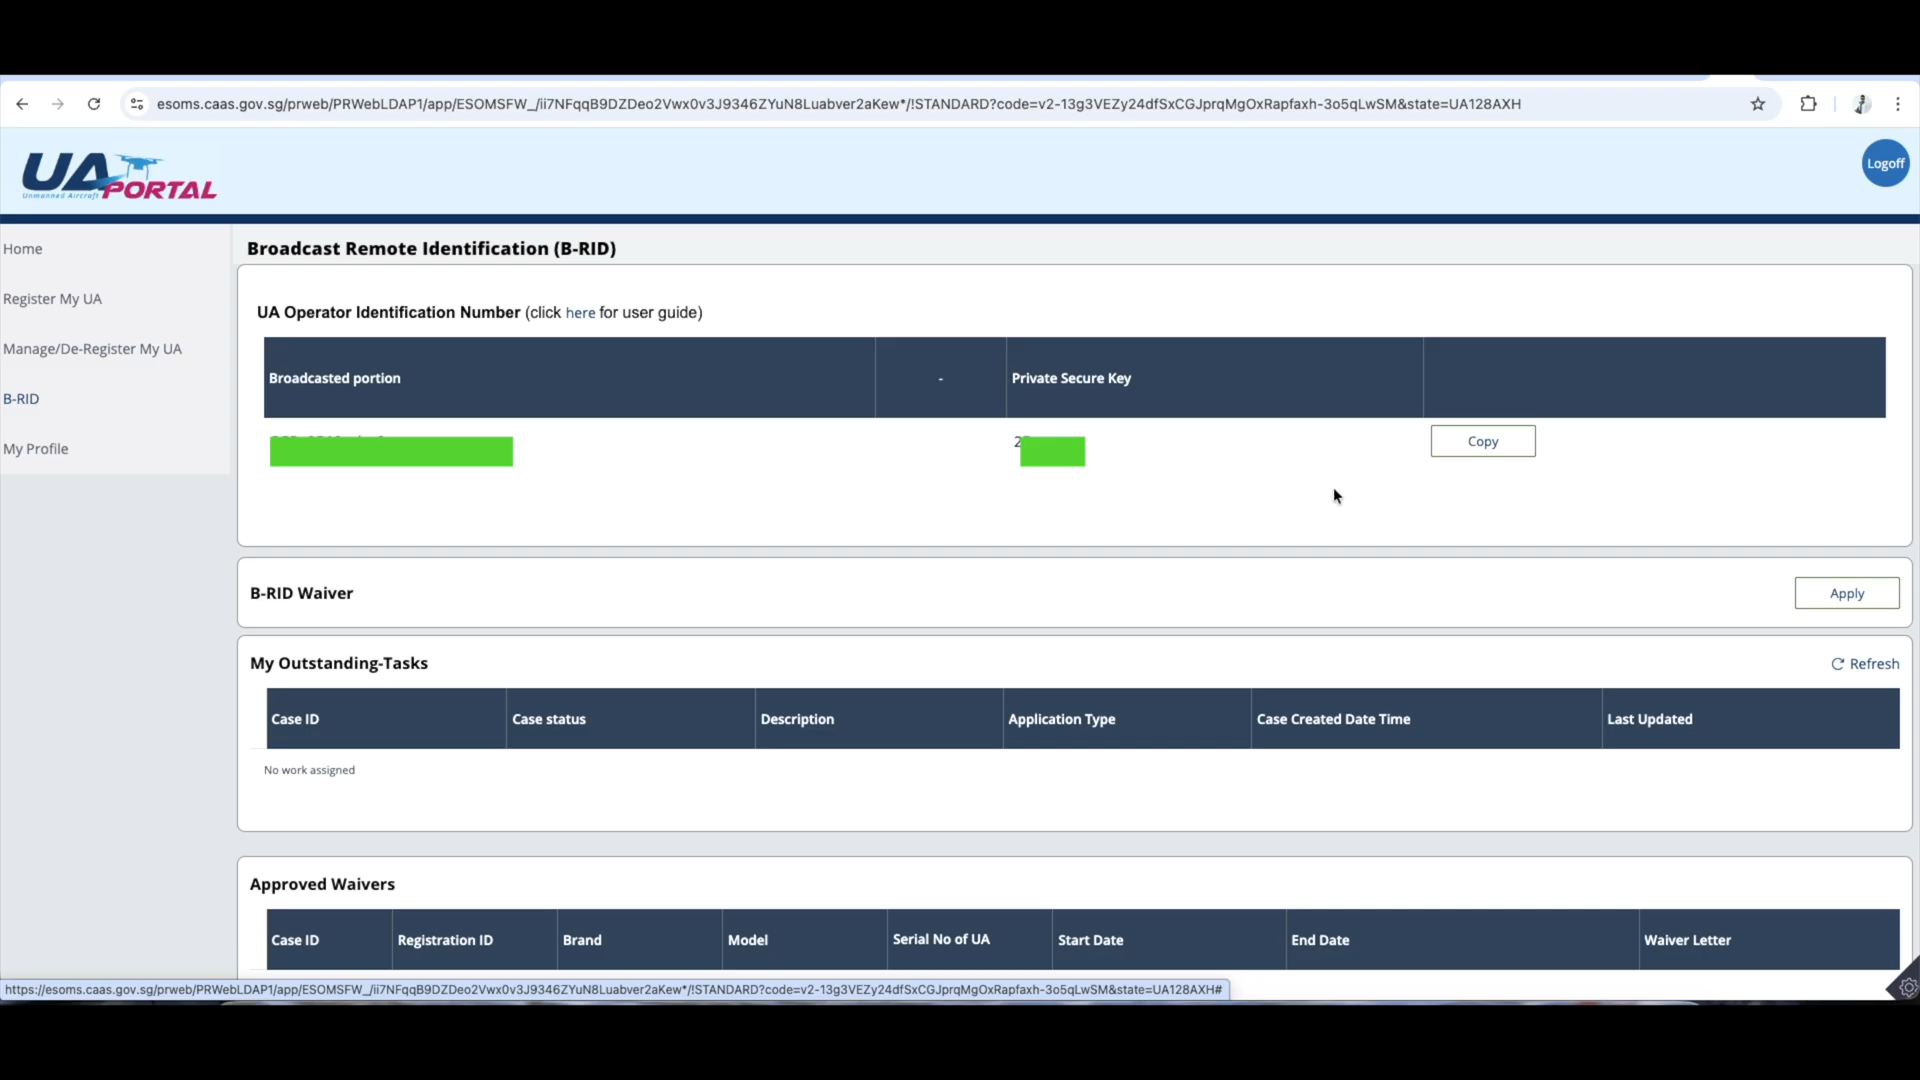 esoms.caas.gov.sg/prweb/PRWebLDAP1/app/ESOMSFW_/ii7NFqqB9DZDeo2Vwx0v3J9346ZYuN8Luabver2aKew*/!STANDARD?code=v2-13g3VEZy24dfSxCGJprqMgOxRapfaxh-3o5qLwSM&state=UA128AXH
UA PORTAL
Unmanned Aircraft
Logoff
Home
Register My UA
Manage/De-Register My UA
B-RID
My Profile
Broadcast Remote Identification (B-RID)
UA Operator Identification Number (click here for user guide)
Broadcasted portion - Private Secure Key
Copy
B-RID Waiver
Apply
My Outstanding-Tasks
Refresh
Case ID Case status Description Application Type Case Created Date Time Last Updated
No work assigned
Approved Waivers
Case ID Registration ID Brand Model Serial No of UA Start Date End Date Waiver Letter
https://esoms.caas.gov.sg/prweb/PRWebLDAP1/app/ESOMSFW_/ii7NFqqB9DZDeo2Vwx0v3J9346ZYuN8Luabver2aKew*/!STANDARD?code=v2-13g3VEZy24dfSxCGJprqMgOxRapfaxh-3o5qLwSM&state=UA128AXH#